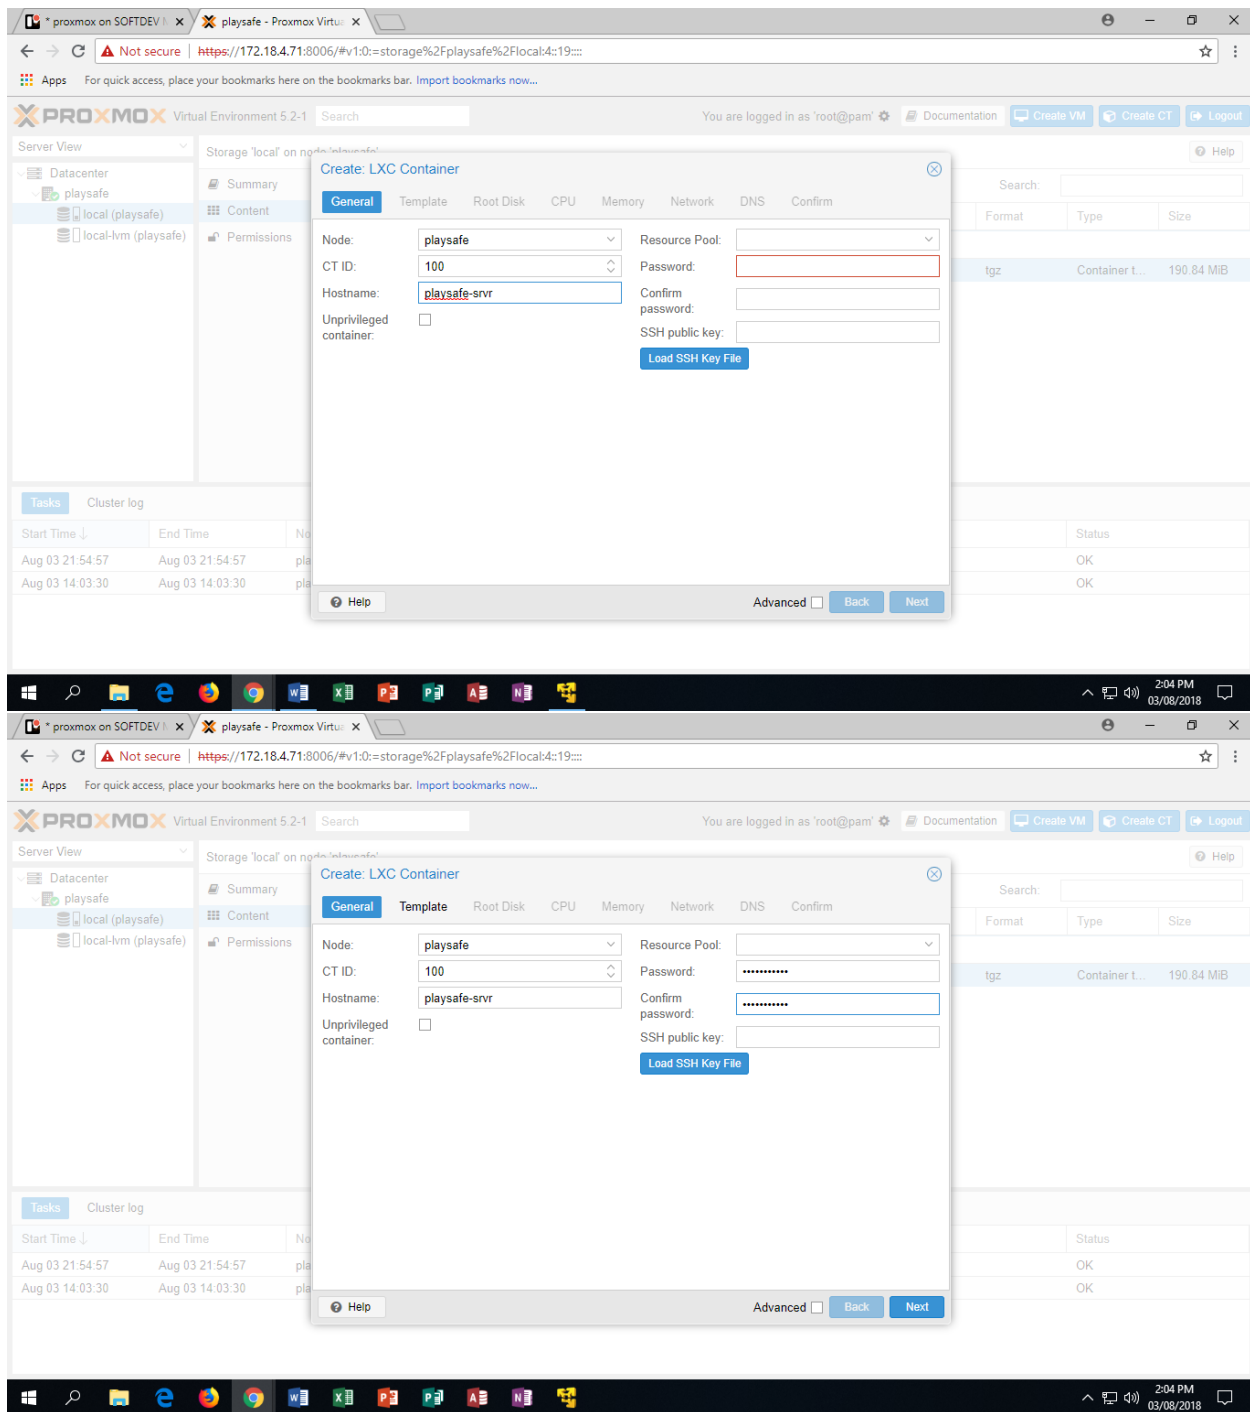 * proxmox on SOFTDEV
playsafe - Proxmox Virtu
Not secure | https://172.18.4.71:8006/#v1:0:=storage%2Fplaysafe%2Flocal:4::19::::
Apps For quick access, place your bookmarks here on the bookmarks bar. Import bookmarks now...
PROXMOX Virtual Environment 5.2-1 Search You are logged in as 'root@pam' Documentation Create VM Create CT Logout
Server View Storage 'local' on node 'playsafe' Help
Datacenter
playsafe
local (playsafe)
local-lvm (playsafe)
Summary
Content
Permissions
Search:
Format Type Size
tgz Container t... 190.84 MiB
Create: LXC Container
General Template Root Disk CPU Memory Network DNS Confirm
Node: playsafe Resource Pool:
CT ID: 100 Password:
Hostname: playsafe-srvr Confirm password:
Unprivileged container: SSH public key:
Load SSH Key File
Tasks Cluster log
Start Time End Time No Status
Aug 03 21:54:57 Aug 03 21:54:57 pla OK
Aug 03 14:03:30 Aug 03 14:03:30 pla OK
Help Advanced Back Next
2:04 PM
03/08/2018
* proxmox on SOFTDEV
playsafe - Proxmox Virtu
Not secure | https://172.18.4.71:8006/#v1:0:=storage%2Fplaysafe%2Flocal:4::19::::
Apps For quick access, place your bookmarks here on the bookmarks bar. Import bookmarks now...
PROXMOX Virtual Environment 5.2-1 Search You are logged in as 'root@pam' Documentation Create VM Create CT Logout
Server View Storage 'local' on node 'playsafe' Help
Datacenter
playsafe
local (playsafe)
local-lvm (playsafe)
Summary
Content
Permissions
Search:
Format Type Size
tgz Container t... 190.84 MiB
Create: LXC Container
General Template Root Disk CPU Memory Network DNS Confirm
Node: playsafe Resource Pool:
CT ID: 100 Password: •••••••••••
Hostname: playsafe-srvr Confirm password: •••••••••••
Unprivileged container: SSH public key:
Load SSH Key File
Tasks Cluster log
Start Time End Time No Status
Aug 03 21:54:57 Aug 03 21:54:57 pla OK
Aug 03 14:03:30 Aug 03 14:03:30 pla OK
Help Advanced Back Next
2:04 PM
03/08/2018